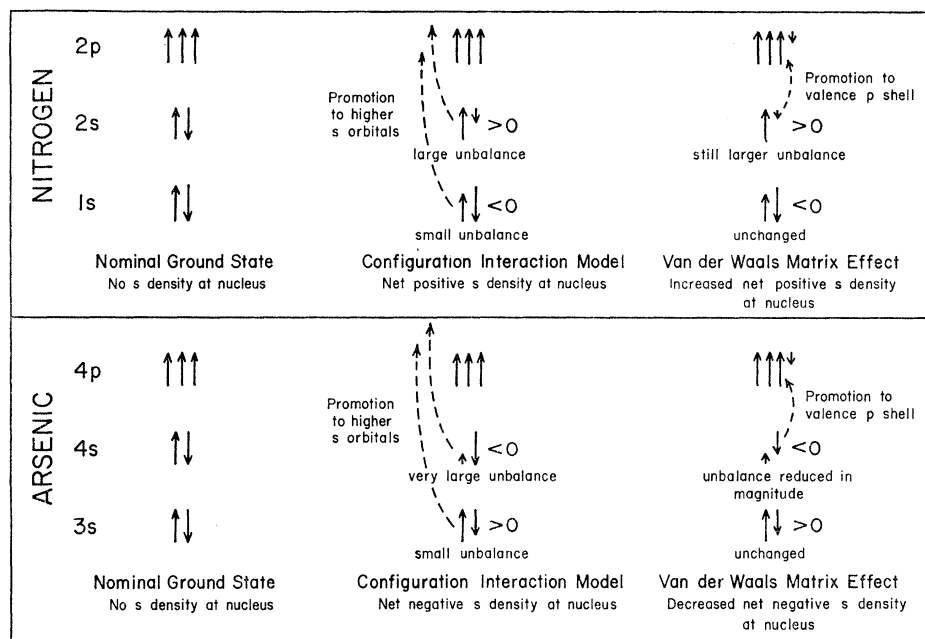 NITROGEN
2p
Promotion
to higher
s orbitals
Promotion to
valence p shell
2s
>0
>0
large unbalance
still larger unbalance
1s
<0
<0
small unbalance
unchanged
Nominal Ground State
Configuration Interaction Model
Van der Waals Matrix Effect
No s density at nucleus
Net positive s density at nucleus
Increased net positive s density
at nucleus
ARSENIC
4p
Promotion
to higher
s orbitals
Promotion to
valence p shell
4s
<0
<0
very large unbalance
unbalance reduced in
magnitude
3s
>0
>0
small unbalance
unchanged
Nominal Ground State
Configuration Interaction Model
Van der Waals Matrix Effect
No s density at nucleus
Net negative s density at nucleus
Decreased net negative s density
at nucleus